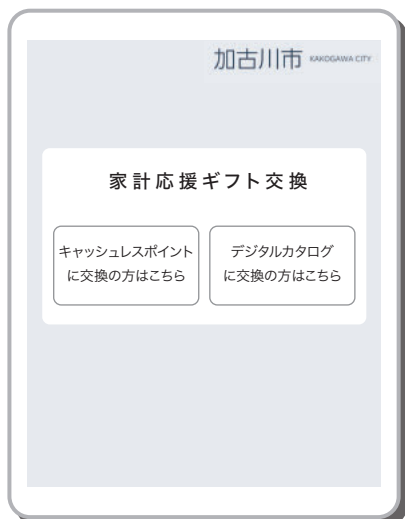 加古川市 KAKOGAWA CITY
家計応援ギフト交換
キャッシュレスポイント
に交換の方はこちら
デジタルカタログ
に交換の方はこちら